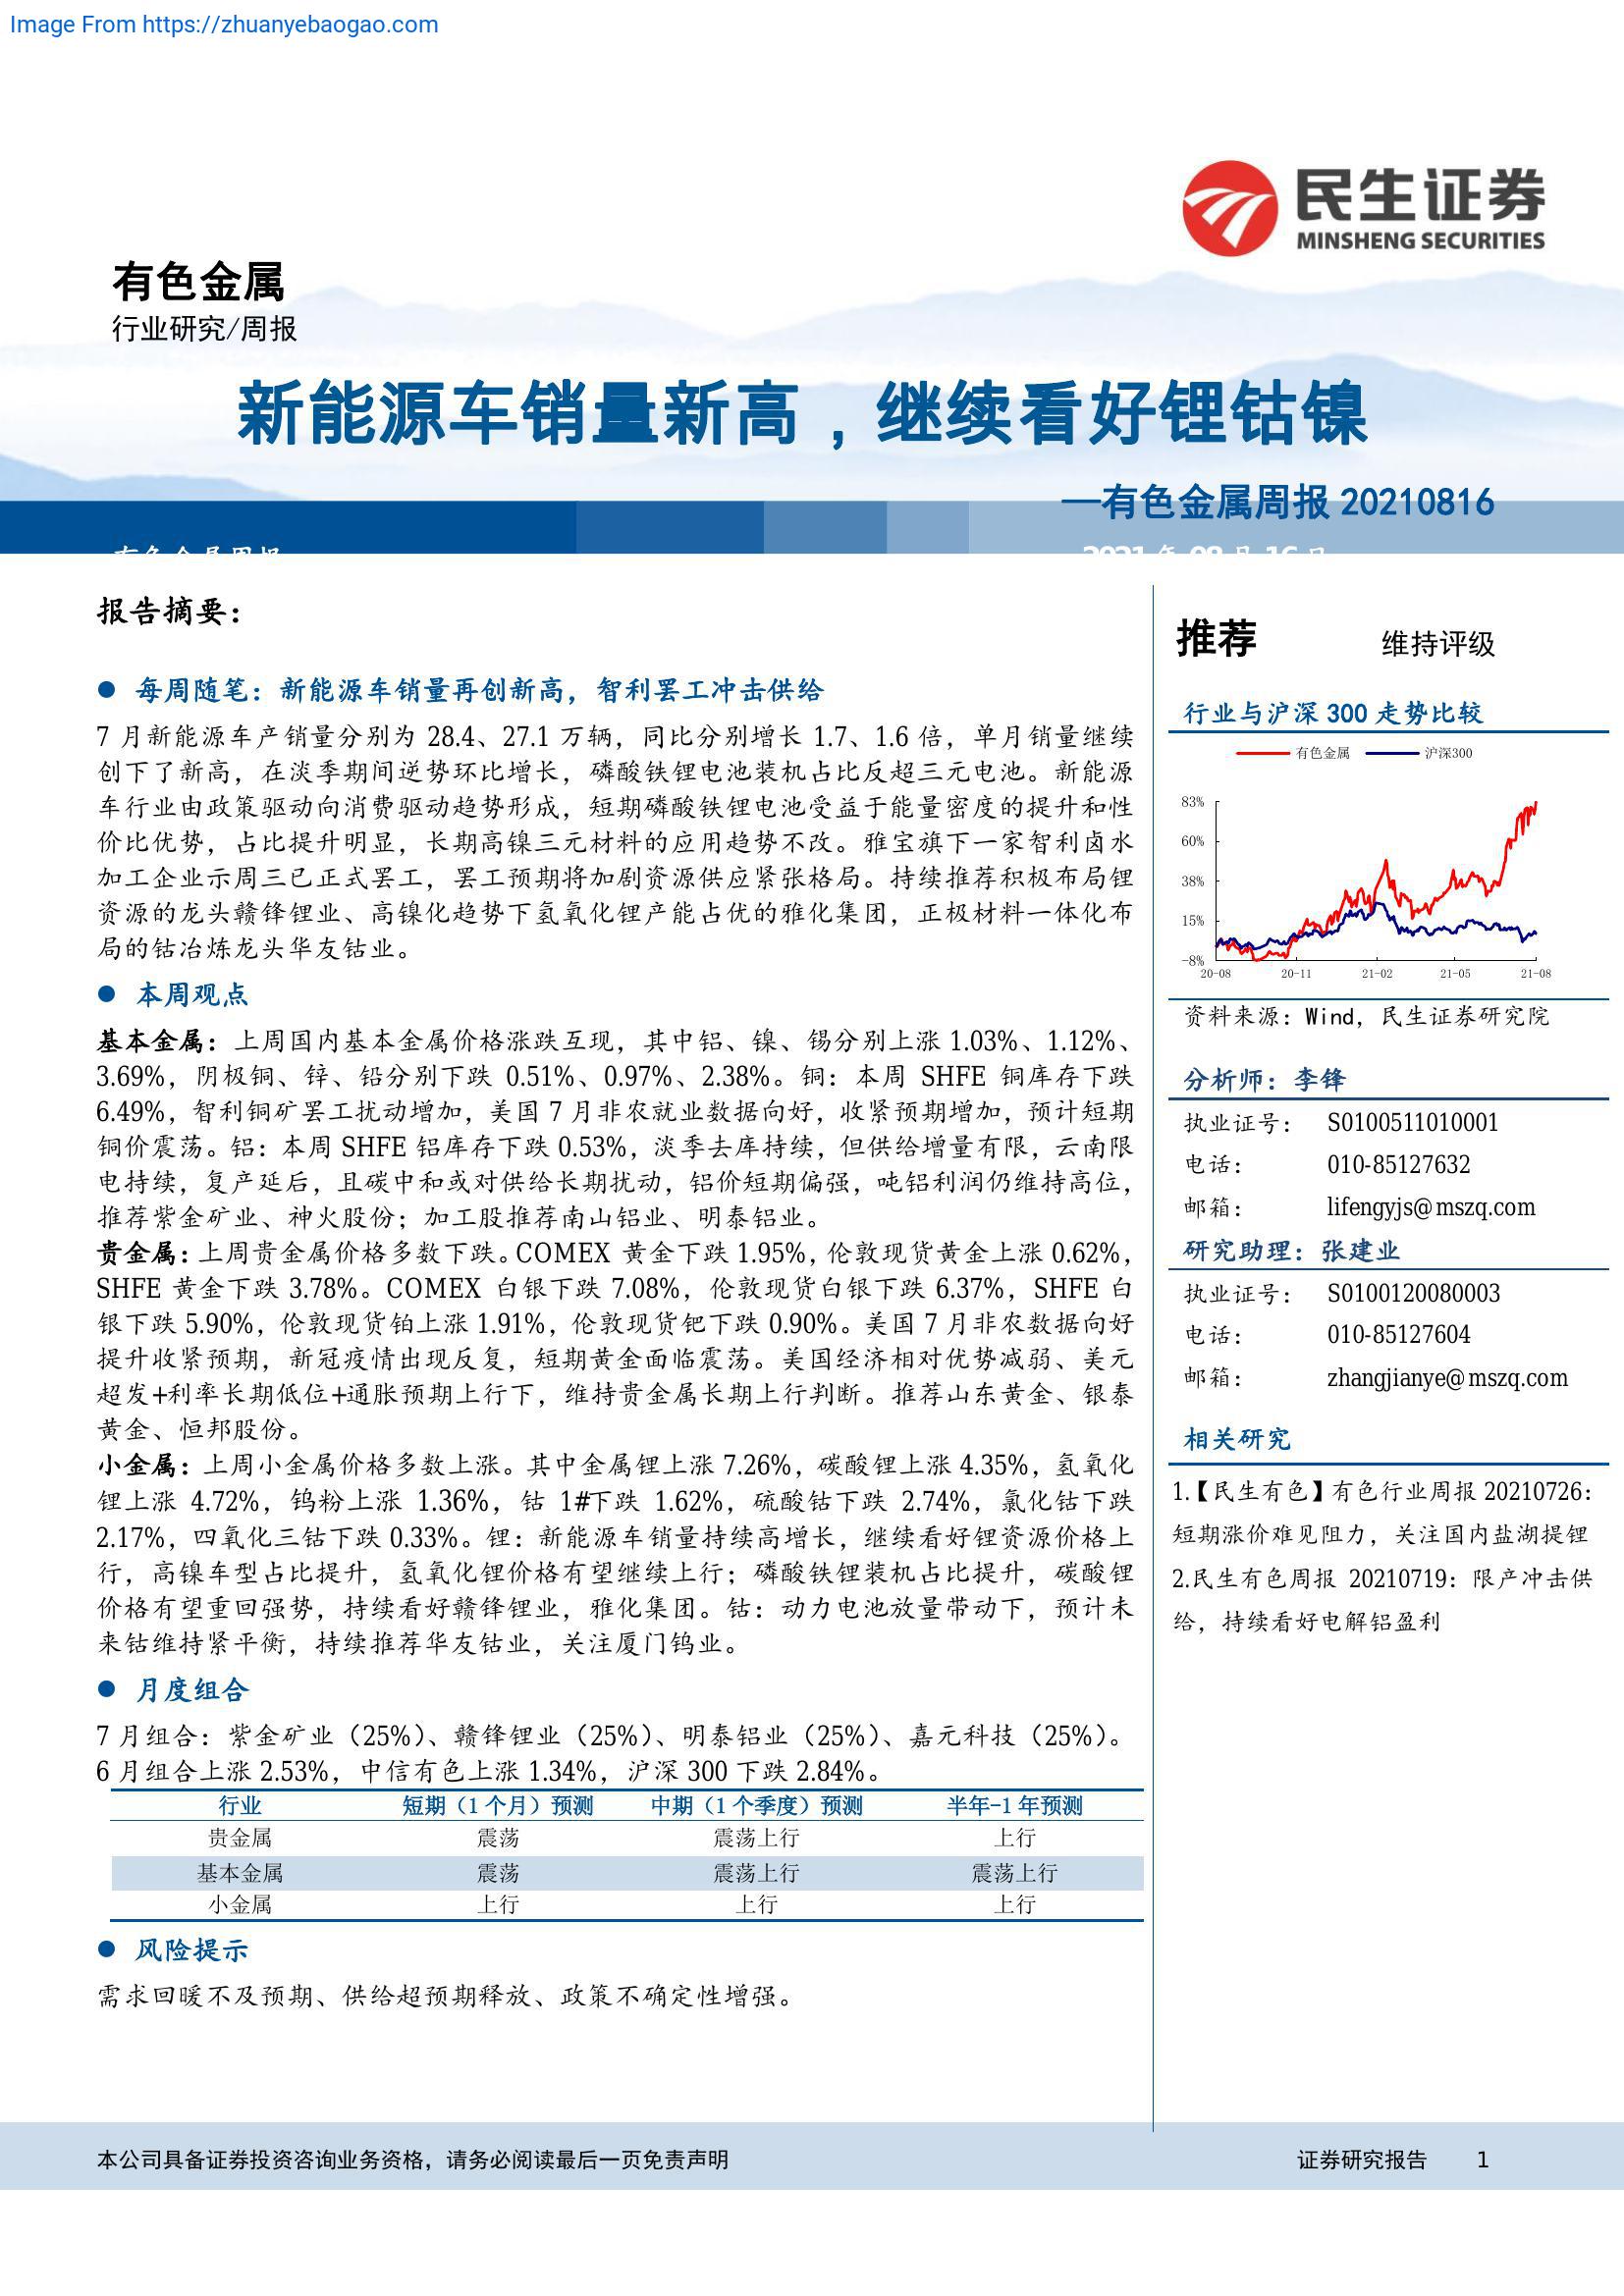 Image From https://zhuanyebaogao.com
民生证券
MINSHENG SECURITIES
有色金属
行业研究/周报
新能源车销量新高，继续看好锂钴镍
—有色金属周报 20210816
有色金属周报
2021 年 08 月 16 日
报告摘要：
● 每周随笔：新能源车销量再创新高，智利罢工冲击供给
7 月新能源车产销量分别为 28.4、27.1 万辆，同比分别增长 1.7、1.6 倍，单月销量继续
创下了新高，在淡季期间逆势环比增长，磷酸铁锂电池装机占比反超三元电池。新能源
车行业由政策驱动向消费驱动趋势形成，短期磷酸铁锂电池受益于能量密度的提升和性
价比优势，占比提升明显，长期高镍三元材料的应用趋势不改。雅宝旗下一家智利卤水
加工企业示周三已正式罢工，罢工预期将加剧资源供应紧张格局。持续推荐积极布局锂
资源的龙头赣锋锂业、高镍化趋势下氢氧化锂产能占优的雅化集团，正极材料一体化布
局的钴冶炼龙头华友钴业。
● 本周观点
基本金属：上周国内基本金属价格涨跌互现，其中铝、镍、锡分别上涨 1.03%、1.12%、
3.69%，阴极铜、锌、铅分别下跌 0.51%、0.97%、2.38%。铜：本周 SHFE 铜库存下跌
6.49%，智利铜矿罢工扰动增加，美国 7 月非农就业数据向好，收紧预期增加，预计短期
铜价震荡。铝：本周 SHFE 铝库存下跌 0.53%，淡季去库持续，但供给增量有限，云南限
电持续，复产延后，且碳中和或对供给长期扰动，铝价短期偏强，吨铝利润仍维持高位，
推荐紫金矿业、神火股份；加工股推荐南山铝业、明泰铝业。
贵金属：上周贵金属价格多数下跌。COMEX 黄金下跌 1.95%，伦敦现货黄金上涨 0.62%，
SHFE 黄金下跌 3.78%。COMEX 白银下跌 7.08%，伦敦现货白银下跌 6.37%，SHFE 白
银下跌 5.90%，伦敦现货铂上涨 1.91%，伦敦现货钯下跌 0.90%。美国 7 月非农数据向好
提升收紧预期，新冠疫情出现反复，短期黄金面临震荡。美国经济相对优势减弱、美元
超发+利率长期低位+通胀预期上行下，维持贵金属长期上行判断。推荐山东黄金、银泰
黄金、恒邦股份。
小金属：上周小金属价格多数上涨。其中金属锂上涨 7.26%，碳酸锂上涨 4.35%，氢氧化
锂上涨 4.72%，钨粉上涨 1.36%，钴 1#下跌 1.62%，硫酸钴下跌 2.74%，氯化钴下跌
2.17%，四氧化三钴下跌 0.33%。锂：新能源车销量持续高增长，继续看好锂资源价格上
行，高镍车型占比提升，氢氧化锂价格有望继续上行；磷酸铁锂装机占比提升，碳酸锂
价格有望重回强势，持续看好赣锋锂业，雅化集团。钴：动力电池放量带动下，预计未
来钴维持紧平衡，持续推荐华友钴业，关注厦门钨业。
● 月度组合
7 月组合：紫金矿业（25%）、赣锋锂业（25%）、明泰铝业（25%）、嘉元科技（25%）。
6 月组合上涨 2.53%，中信有色上涨 1.34%，沪深 300 下跌 2.84%。
行业 短期（1 个月）预测 中期（1 个季度）预测 半年-1 年预测
贵金属 震荡 震荡上行 上行
基本金属 震荡 震荡上行 震荡上行
小金属 上行 上行 上行
● 风险提示
需求回暖不及预期、供给超预期释放、政策不确定性增强。
推荐 维持评级
行业与沪深 300 走势比较
有色金属 沪深300
83%
60%
38%
15%
-8%
20-08 20-11 21-02 21-05 21-08
资料来源：Wind，民生证券研究院
分析师：李锋
执业证号： S0100511010001
电话： 010-85127632
邮箱： lifengyjs@mszq.com
研究助理：张建业
执业证号： S0100120080003
电话： 010-85127604
邮箱： zhangjianye@mszq.com
相关研究
1.【民生有色】有色行业周报 20210726：
短期涨价难见阻力，关注国内盐湖提锂
2.民生有色周报 20210719：限产冲击供
给，持续看好电解铝盈利
本公司具备证券投资咨询业务资格，请务必阅读最后一页免责声明
证券研究报告 1